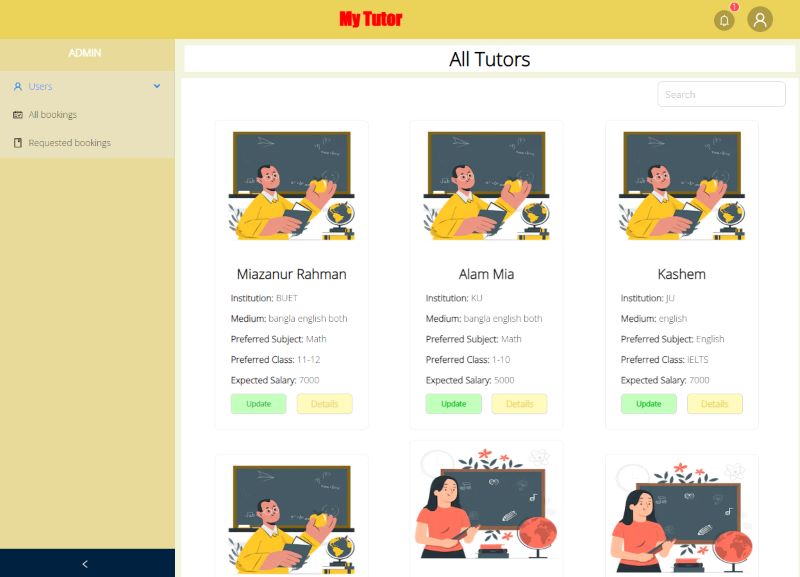 My Tutor
1
ADMIN
Users
All bookings
Requested bookings
All Tutors
Search
Miazanur Rahman
Institution: BUET
Medium: bangla english both
Preferred Subject: Math
Preferred Class: 11-12
Expected Salary: 7000
Update
Details
Alam Mia
Institution: KU
Medium: bangla english both
Preferred Subject: Math
Preferred Class: 1-10
Expected Salary: 5000
Update
Details
Kashem
Institution: JU
Medium: english
Preferred Subject: English
Preferred Class: IELTS
Expected Salary: 7000
Update
Details